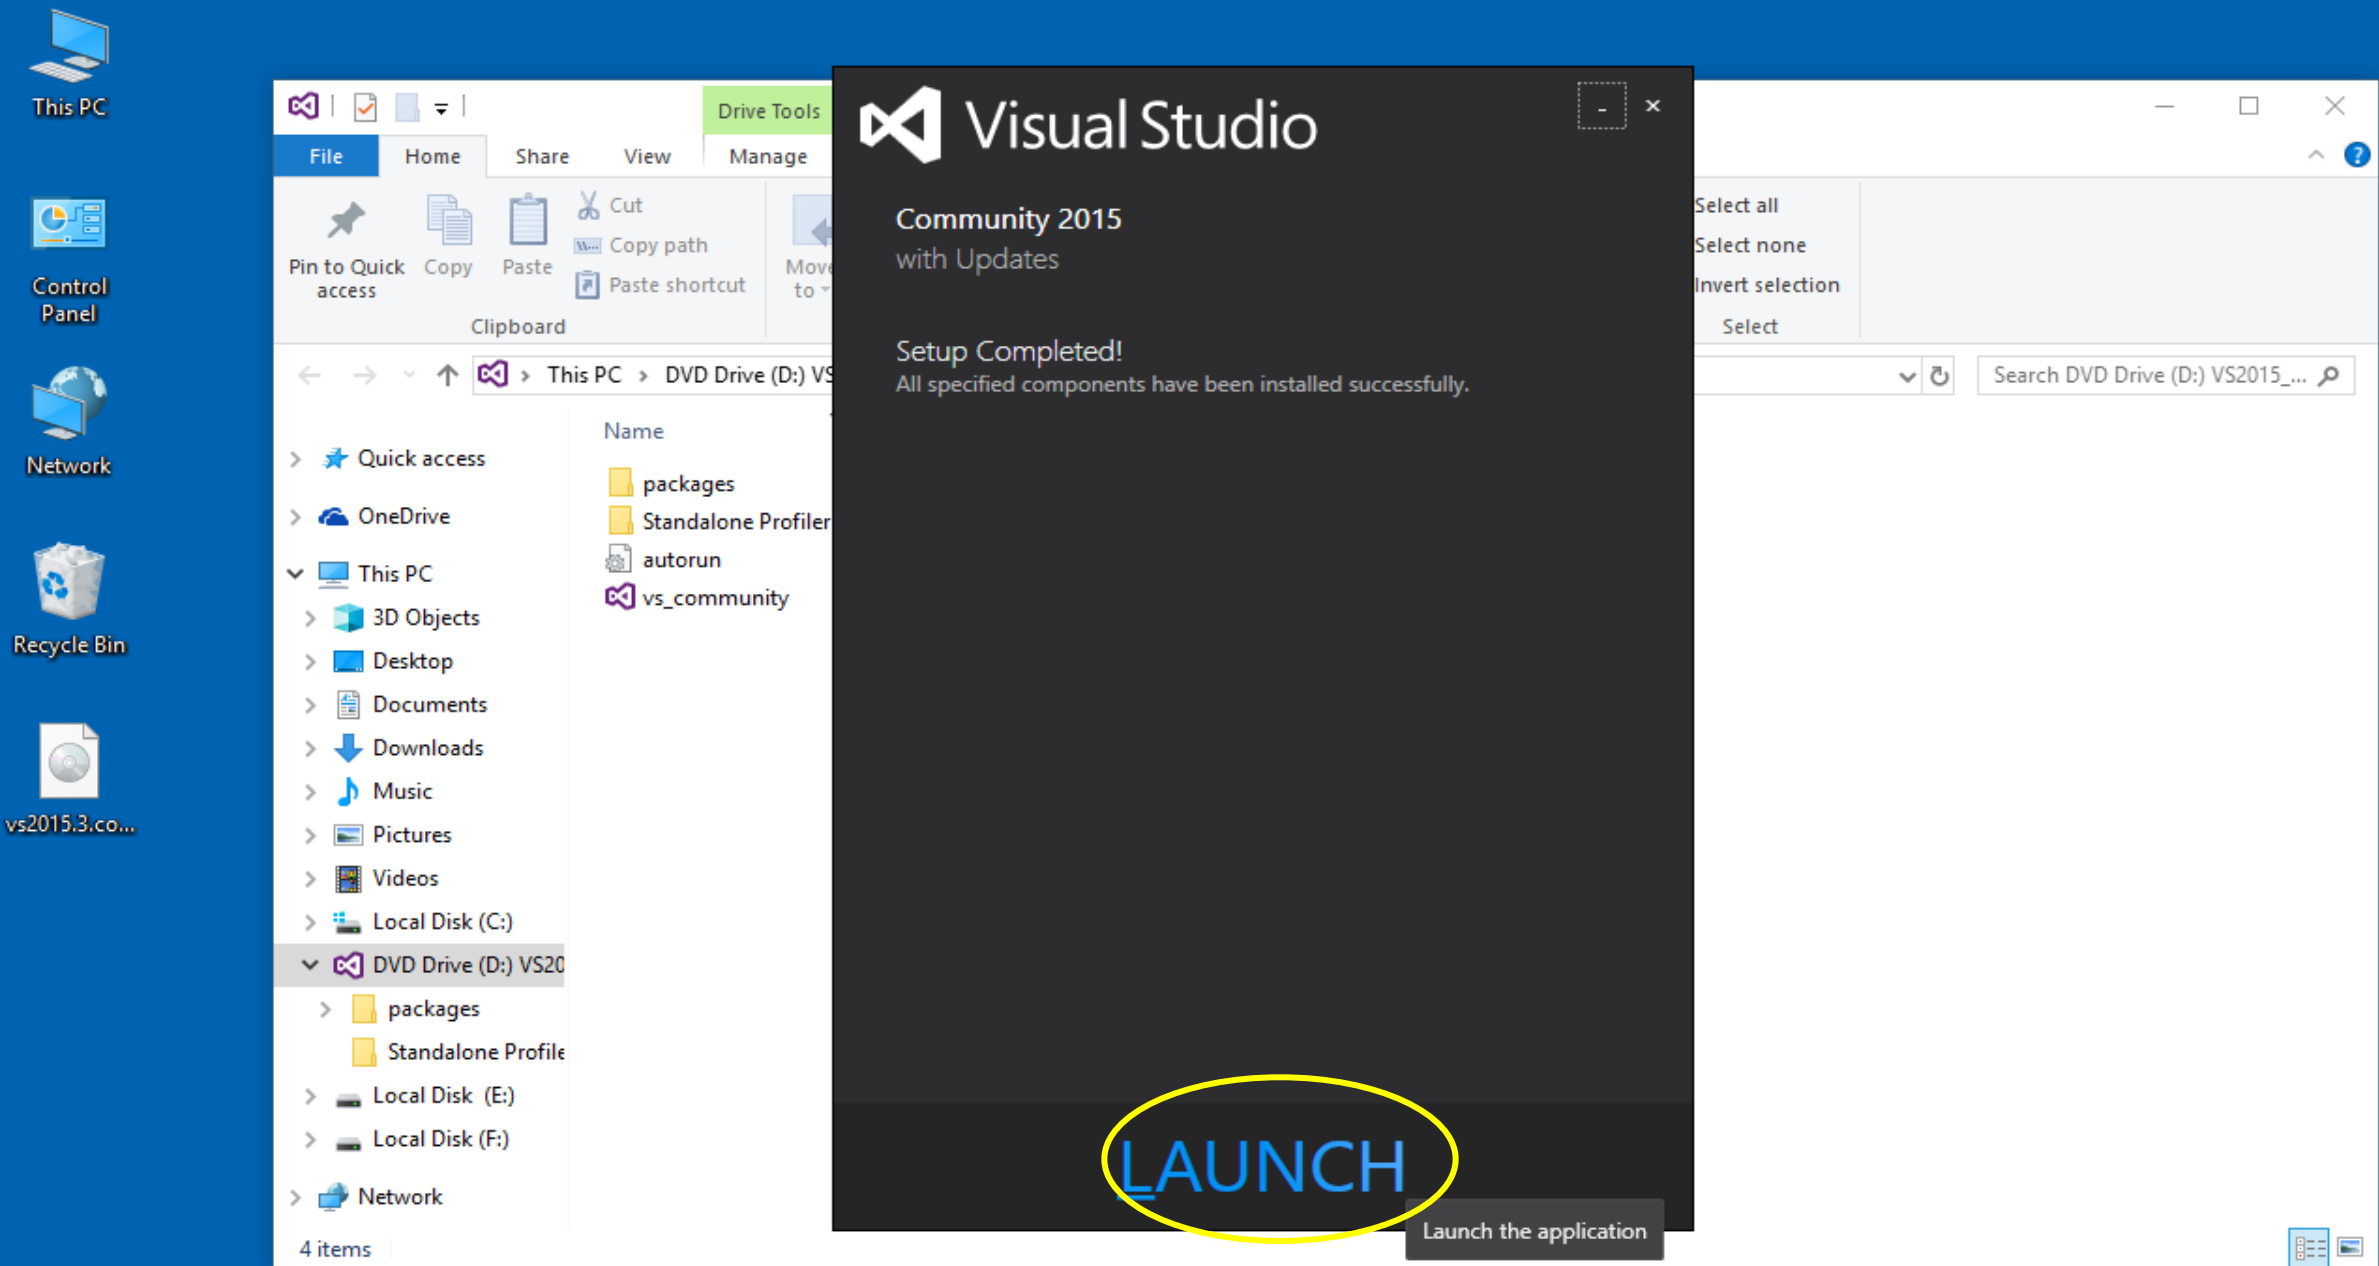 This PC
Control
Panel
Network
Recycle Bin
vs2015.3.co...
Drive Tools
File
Home
Share
View
Manage
Pin to Quick
access
Copy
Paste
Cut
Copy path
Paste shortcut
Clipboard
Move
to
Select all
Select none
Invert selection
Select
This PC
DVD Drive (D:) VS
Search DVD Drive (D:) VS2015_...
Quick access
OneDrive
This PC
3D Objects
Desktop
Documents
Downloads
Music
Pictures
Videos
Local Disk (C:)
DVD Drive (D:) VS20
packages
Standalone Profile
Local Disk (E:)
Local Disk (F:)
Network
4 items
Name
packages
Standalone Profiler
autorun
vs_community
Visual Studio
Community 2015
with Updates
Setup Completed!
All specified components have been installed successfully.
LAUNCH
Launch the application